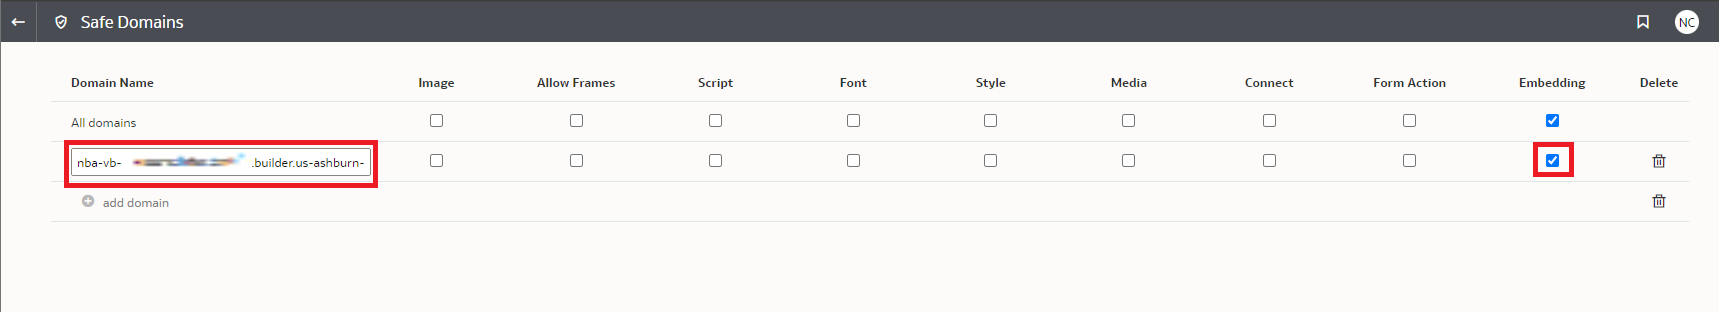 Safe Domains
NC
Domain Name Image Allow Frames Script Font Style Media Connect Form Action Embedding Delete
All domains
nba-vb- .builder.us-ashburn-
add domain